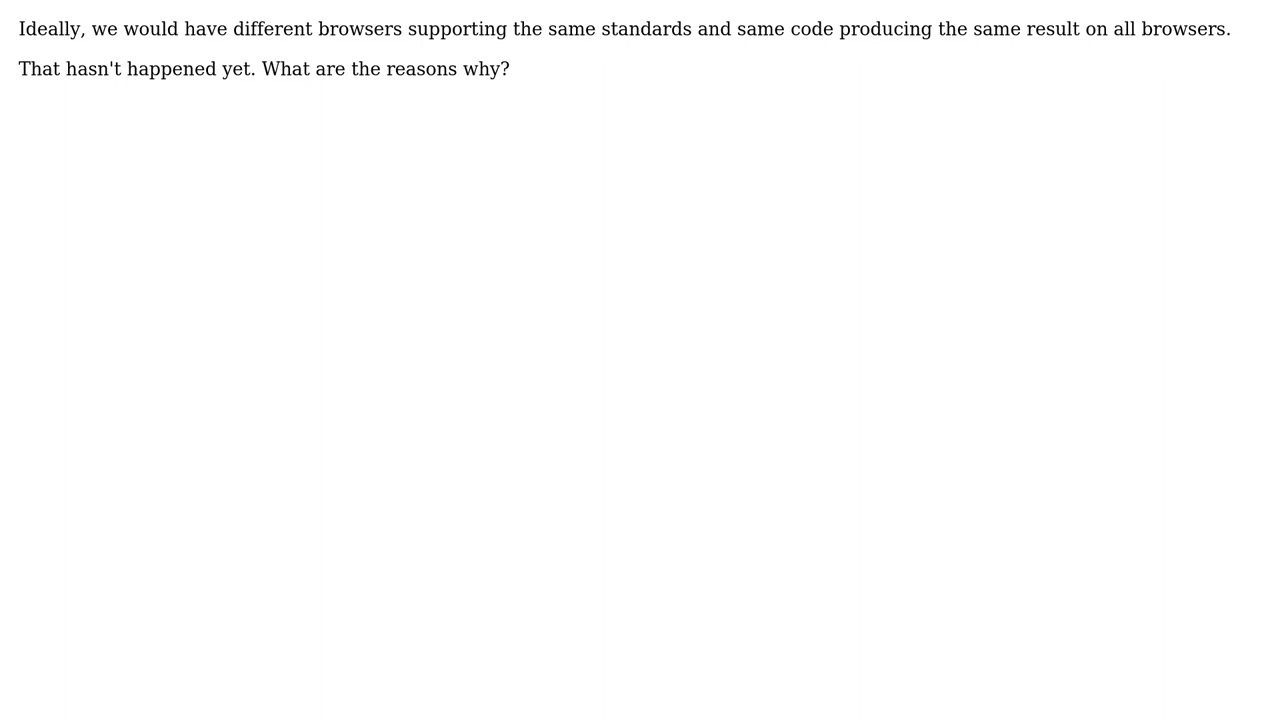 Ideally, we would have different browsers supporting the same standards and same code producing the same result on all browsers.
That hasn't happened yet. What are the reasons why?